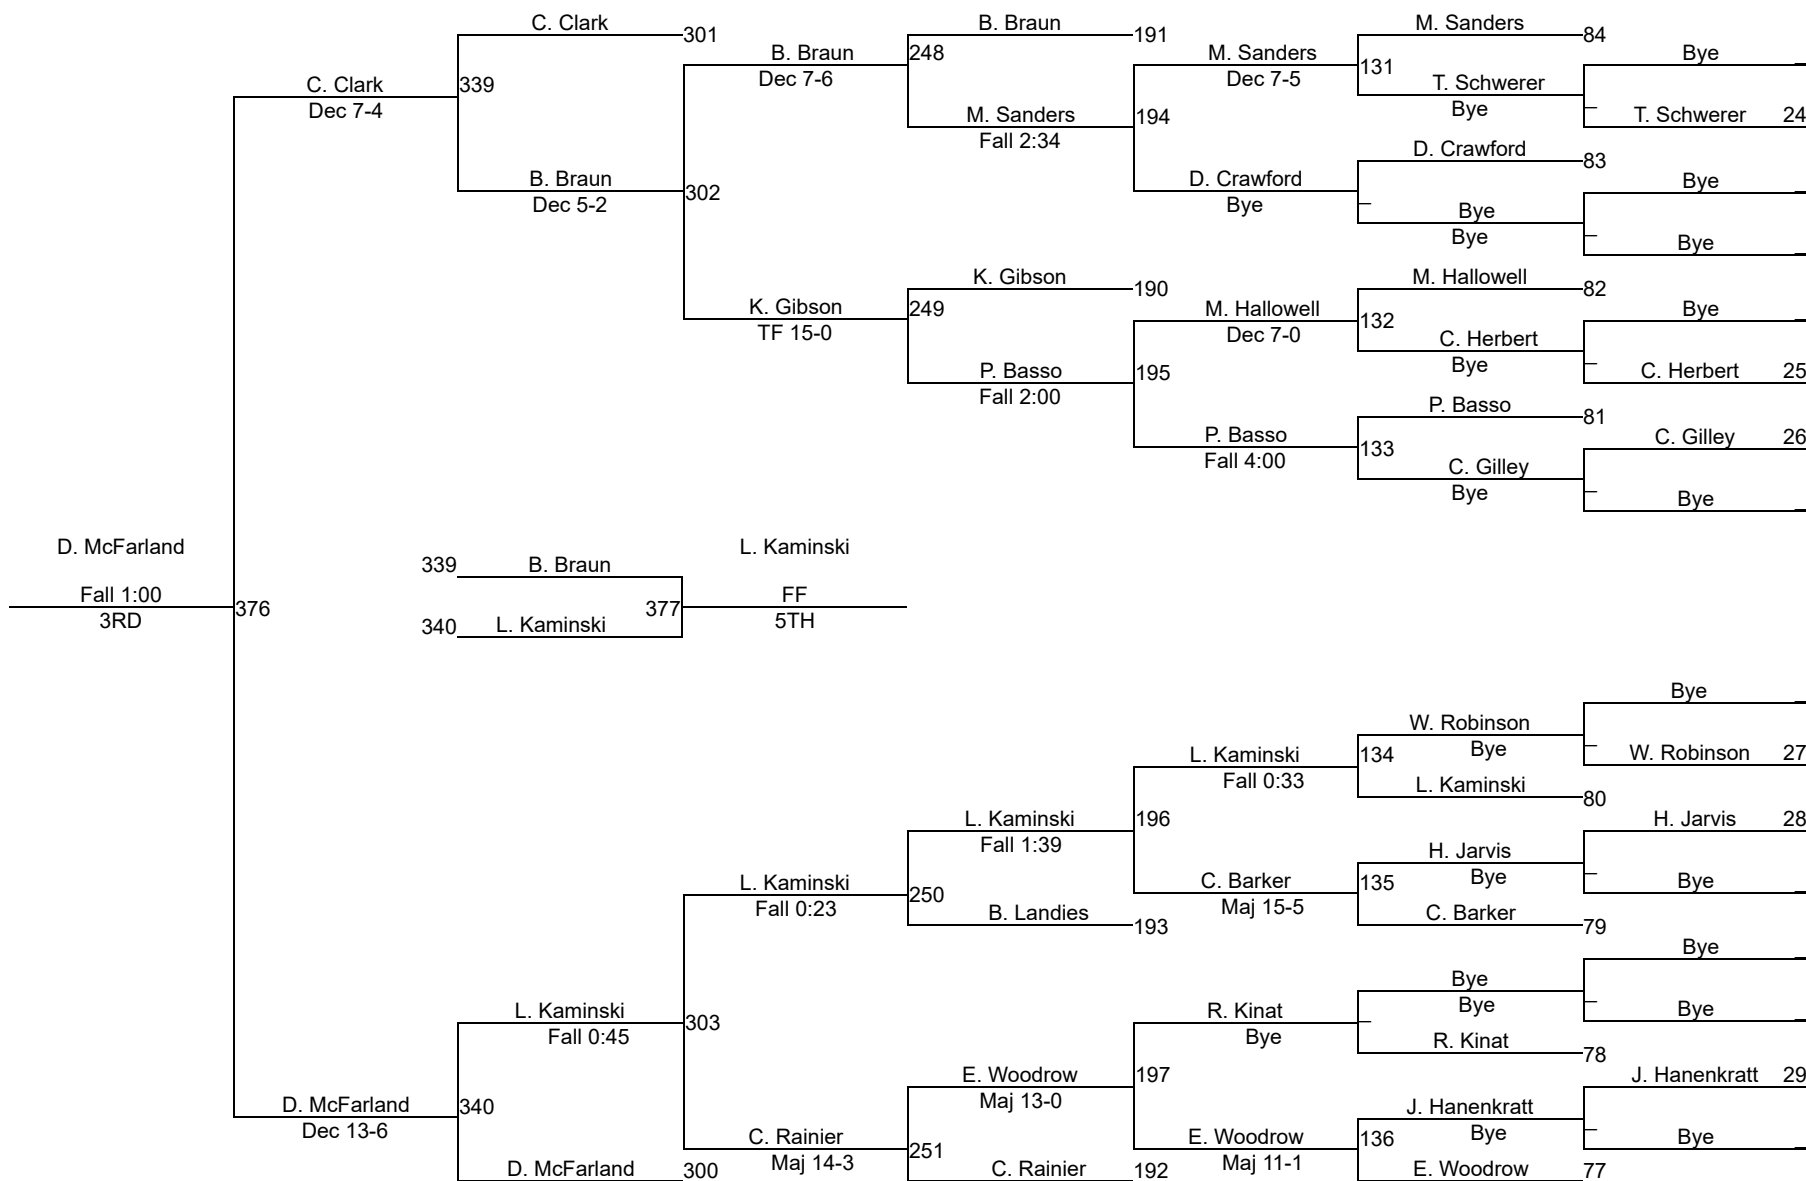 C. Clark
301
B. Braun
191
M. Sanders
84
B. Braun
248
M. Sanders
131
Bye
Dec 7-6
Dec 7-5
C. Clark
339
T. Schwerer
Dec 7-4
Bye
M. Sanders
194
T. Schwerer 24
Fall 2:34
D. Crawford
83
B. Braun
302
D. Crawford
Bye
Dec 5-2
Bye
Bye
Bye
Bye
K. Gibson
190
M. Hallowell
82
K. Gibson
249
M. Hallowell
132
Bye
TF 15-0
Dec 7-0
C. Herbert
Bye
P. Basso
195
C. Herbert 25
Fall 2:00
P. Basso
81
P. Basso
133
C. Gilley 26
Fall 4:00
C. Gilley
Bye
Bye
D. McFarland
L. Kaminski
339
B. Braun
Fall 1:00
376
377
FF
3RD
5TH
340
L. Kaminski
Bye
W. Robinson
Bye
L. Kaminski
134
W. Robinson 27
Fall 0:33
L. Kaminski
80
L. Kaminski
196
H. Jarvis 28
Fall 1:39
H. Jarvis
Bye
L. Kaminski
250
C. Barker
135
Bye
Fall 0:23
Maj 15-5
B. Landies
193
C. Barker
79
Bye
Bye
Bye
L. Kaminski
303
R. Kinat
Bye
Fall 0:45
Bye
R. Kinat
78
E. Woodrow
197
J. Hanenkratt 29
Maj 13-0
D. McFarland
340
J. Hanenkratt
Dec 13-6
Bye
C. Rainier
251
E. Woodrow
136
Bye
Maj 14-3
Maj 11-1
D. McFarland
300
C. Rainier
192
E. Woodrow
77